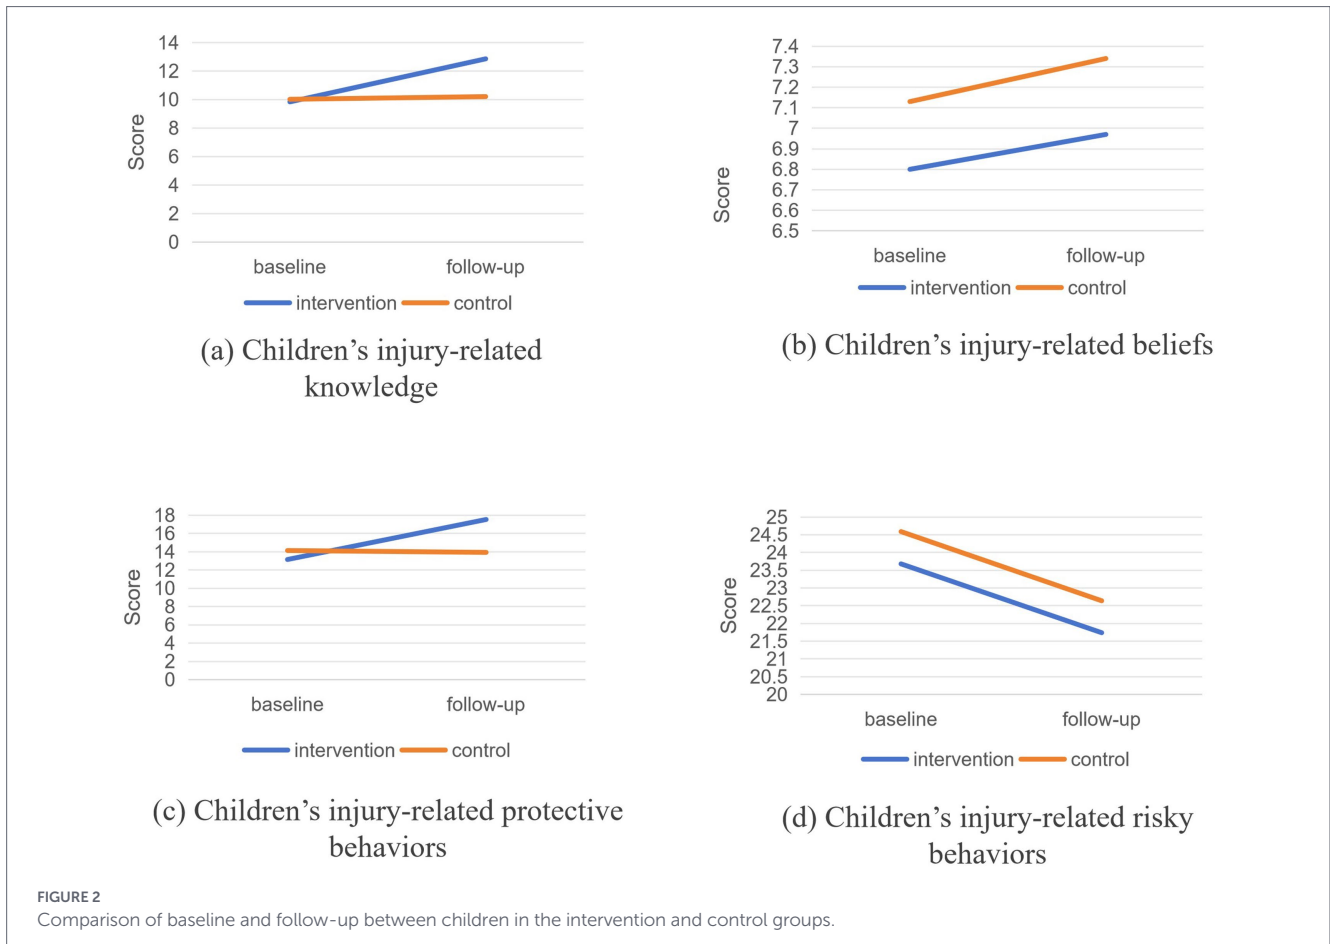 14
12
10
8
6
4
2
0
Score
baseline follow-up
intervention control
(a) Children’s injury-related
knowledge
7.4
7.3
7.2
7.1
7
6.9
6.8
6.7
6.6
6.5
Score
baseline follow-up
intervention control
(b) Children’s injury-related beliefs
18
16
14
12
10
8
6
4
2
0
Score
baseline follow-up
intervention control
(c) Children’s injury-related protective
behaviors
25
24.5
24
23.5
23
22.5
22
21.5
21
20.5
20
Score
baseline follow-up
intervention control
(d) Children’s injury-related risky
behaviors
FIGURE 2
Comparison of baseline and follow-up between children in the intervention and control groups.